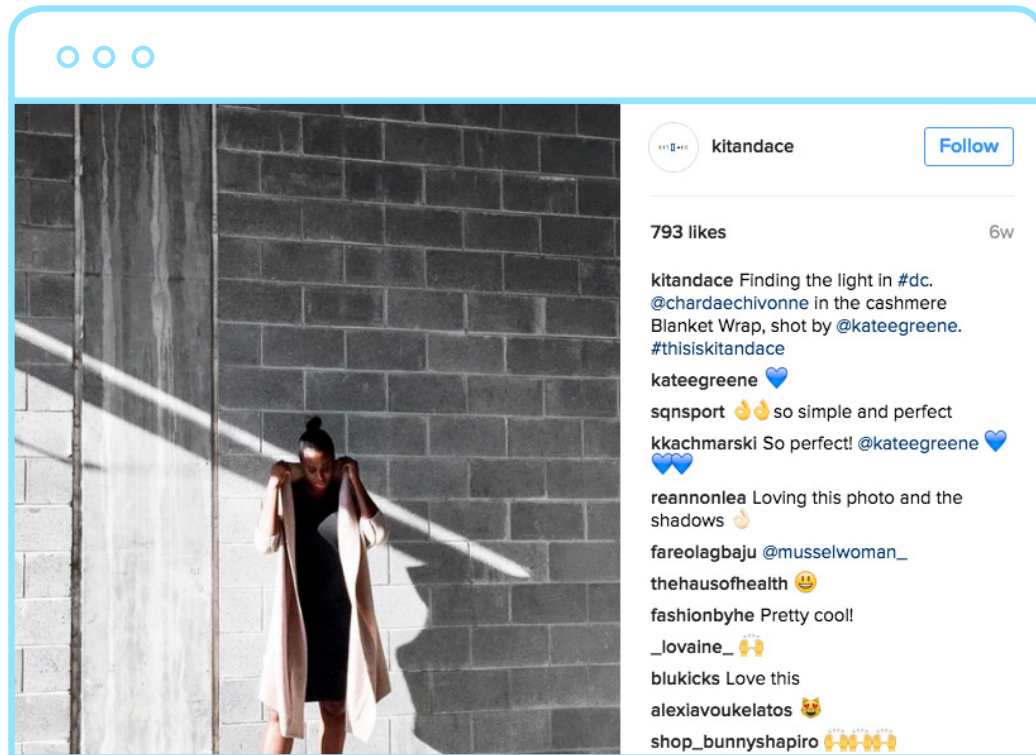 KIT ACE
kitandace
Follow
793 likes
6w
kitandace Finding the light in #dc.
@chardaechivonne in the cashmere
Blanket Wrap, shot by @kateegreene.
#thisiskitandace
kateegreene 💙
sqnsport 👌👌 so simple and perfect
kkachmarski So perfect! @kateegreene 💙
💙💙
reannonlea Loving this photo and the
shadows 👌🏻
fareolagbaju @musselwoman_
thehausofhealth 😃
fashionbyhe Pretty cool!
_lovaine_ 🙌
blukicks Love this
alexiavoukelatos 😻
shop_bunnyshapiro 🙌🙌🙌